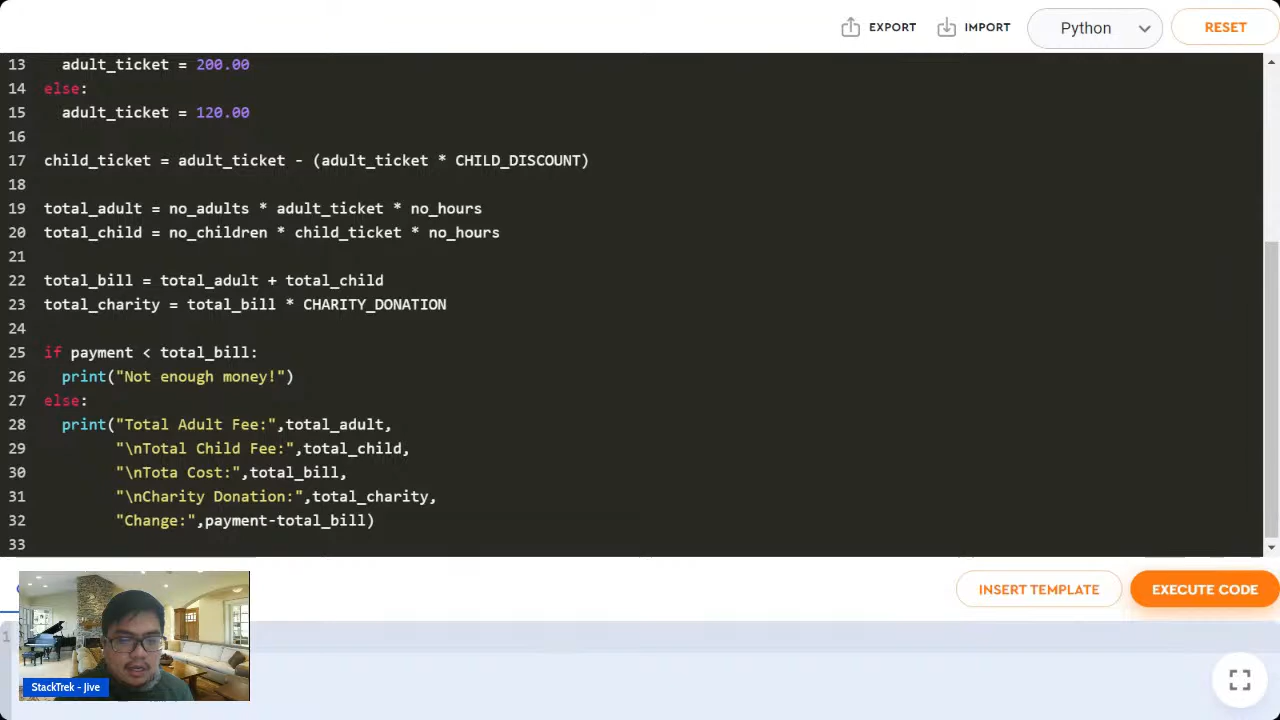 EXPORT IMPORT Python RESET
13 adult_ticket = 200.00
14 else:
15 adult_ticket = 120.00
16
17 child_ticket = adult_ticket - (adult_ticket * CHILD_DISCOUNT)
18
19 total_adult = no_adults * adult_ticket * no_hours
20 total_child = no_children * child_ticket * no_hours
21
22 total_bill = total_adult + total_child
23 total_charity = total_bill * CHARITY_DONATION
24
25 if payment < total_bill:
26 print("Not enough money!")
27 else:
28 print("Total Adult Fee:",total_adult,
29 "\nTotal Child Fee:",total_child,
30 "\nTota Cost:",total_bill,
31 "\nCharity Donation:",total_charity,
32 "Change:",payment-total_bill)
33
INSERT TEMPLATE EXECUTE CODE
1
StackTrek - Jive